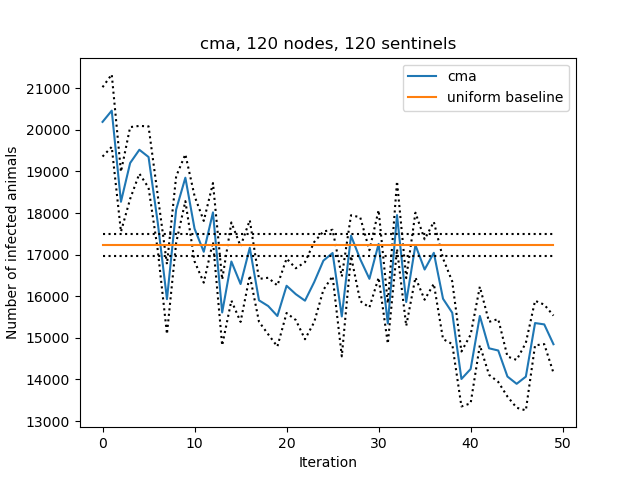 cma, 120 nodes, 120 sentinels
cma
uniform baseline
Number of infected animals
21000
20000
19000
18000
17000
16000
15000
14000
13000
0 10 20 30 40 50
Iteration